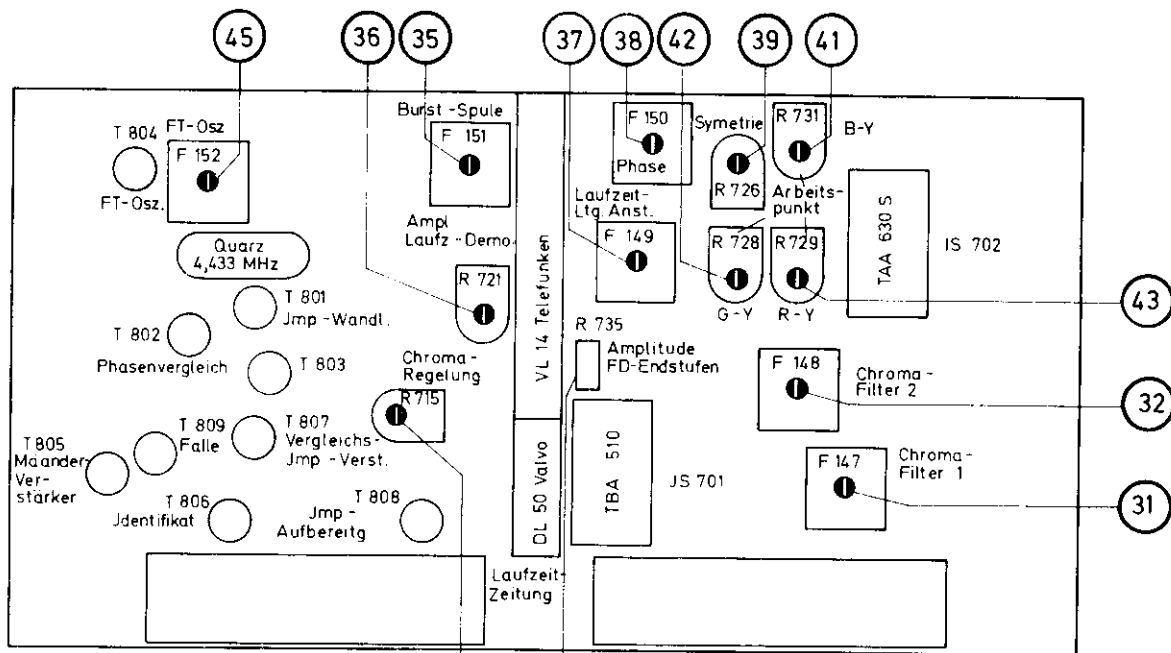 45
36
35
37
38
42
39
41
T 804
FT-Osz
F 152
FT-Osz.
Burst-Spule
F 151
F 150
Phase
Symetrie
R 726
R 731
B-Y
Quarz
4,433 MHz
Ampl
Laufz-Demo.
R 721
Laufzeit-
Ltg. Anst.
F 149
Arbeits-
punkt
R 728
R 729
G-Y
R-Y
TAA 630 S
IS 702
43
T 801
Jmp-Wandl.
T 802
Phasenvergleich
T 803
VL 14 Telefunken
R 735
Amplitude
FD-Endstufen
Chroma-
Regelung
R 715
F 148
Chroma-
Filter 2
32
T 805
Mäander-
Ver-
stärker
T 809
Falle
T 807
Vergleichs-
Jmp-Verst.
T 806
Jdentifikat
T 808
Jmp-
Aufbereitg
DL 50 Valvo
TBA 510
JS 701
F 147
Chroma-
Filter 1
31
Laufzeit-
Zeitung